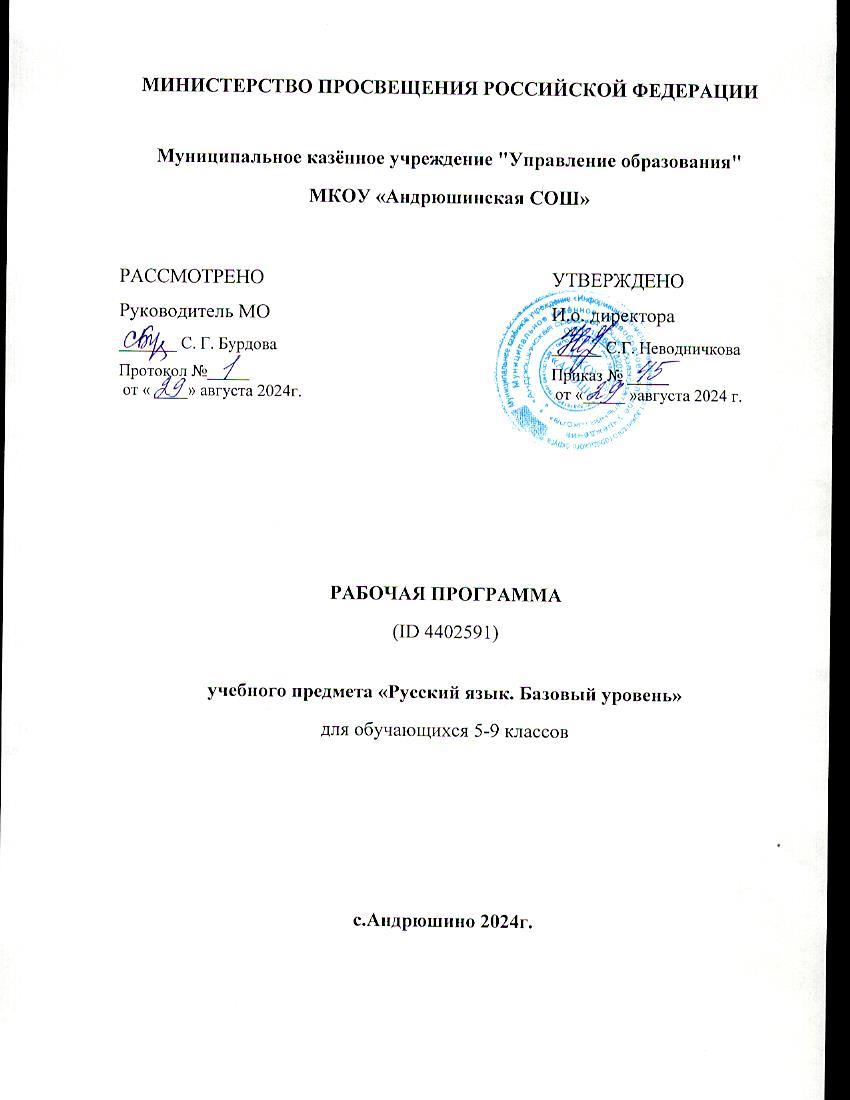 МИНИСТЕРСТВО ПРОСВЕЩЕНИЯ РОССИЙСКОЙ ФЕДЕРАЦИИ
Муниципальное казённое учреждение "Управление образования"
МКОУ «Андрюшинская СОШ»
РАССМОТРЕНО
Руководитель МО
С. Г. Бурдова
Протокол № 1
от « 29 » августа 2024г.
УТВЕРЖДЕНО
И.о. директора
С.Г. Неводничкова
Приказ № 45
от « 29 »августа 2024 г.
РАБОЧАЯ ПРОГРАММА
(ID 4402591)
учебного предмета «Русский язык. Базовый уровень»
для обучающихся 5-9 классов
с.Андрюшино 2024г.